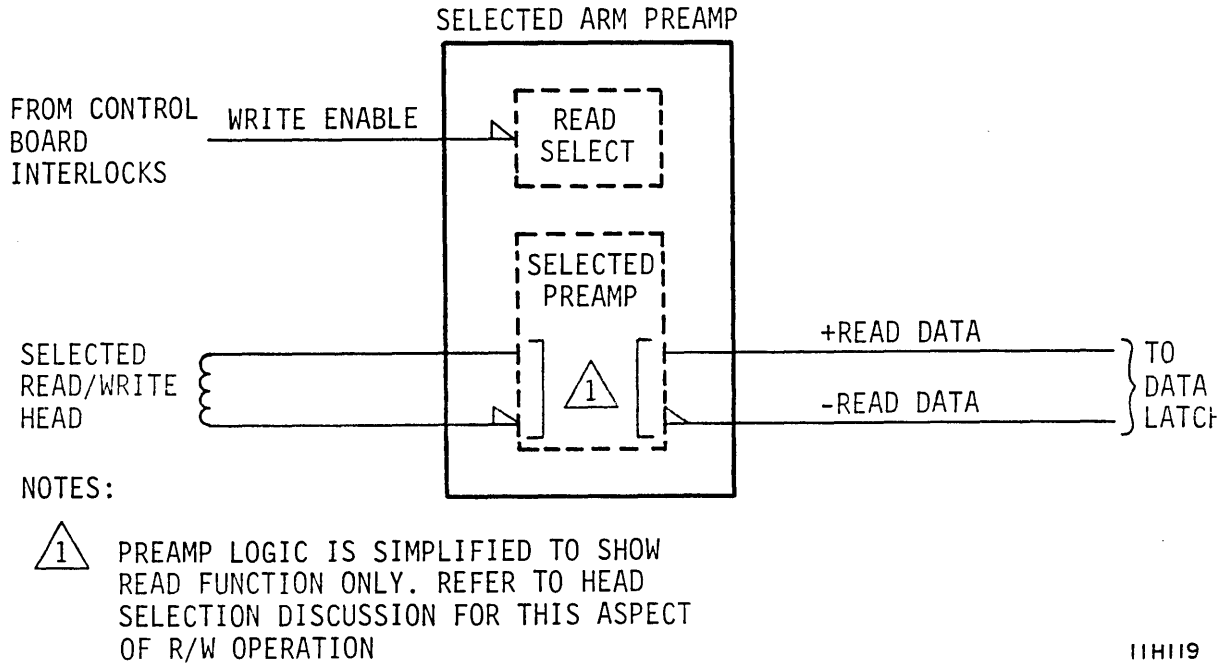 SELECTED ARM PREAMP
FROM CONTROL
BOARD
INTERLOCKS
WRITE ENABLE
READ
SELECT
SELECTED
PREAMP
SELECTED
READ/WRITE
HEAD
1
+READ DATA
-READ DATA
TO
DATA
LATCH
NOTES:
1 PREAMP LOGIC IS SIMPLIFIED TO SHOW
READ FUNCTION ONLY. REFER TO HEAD
SELECTION DISCUSSION FOR THIS ASPECT
OF R/W OPERATION
11H119